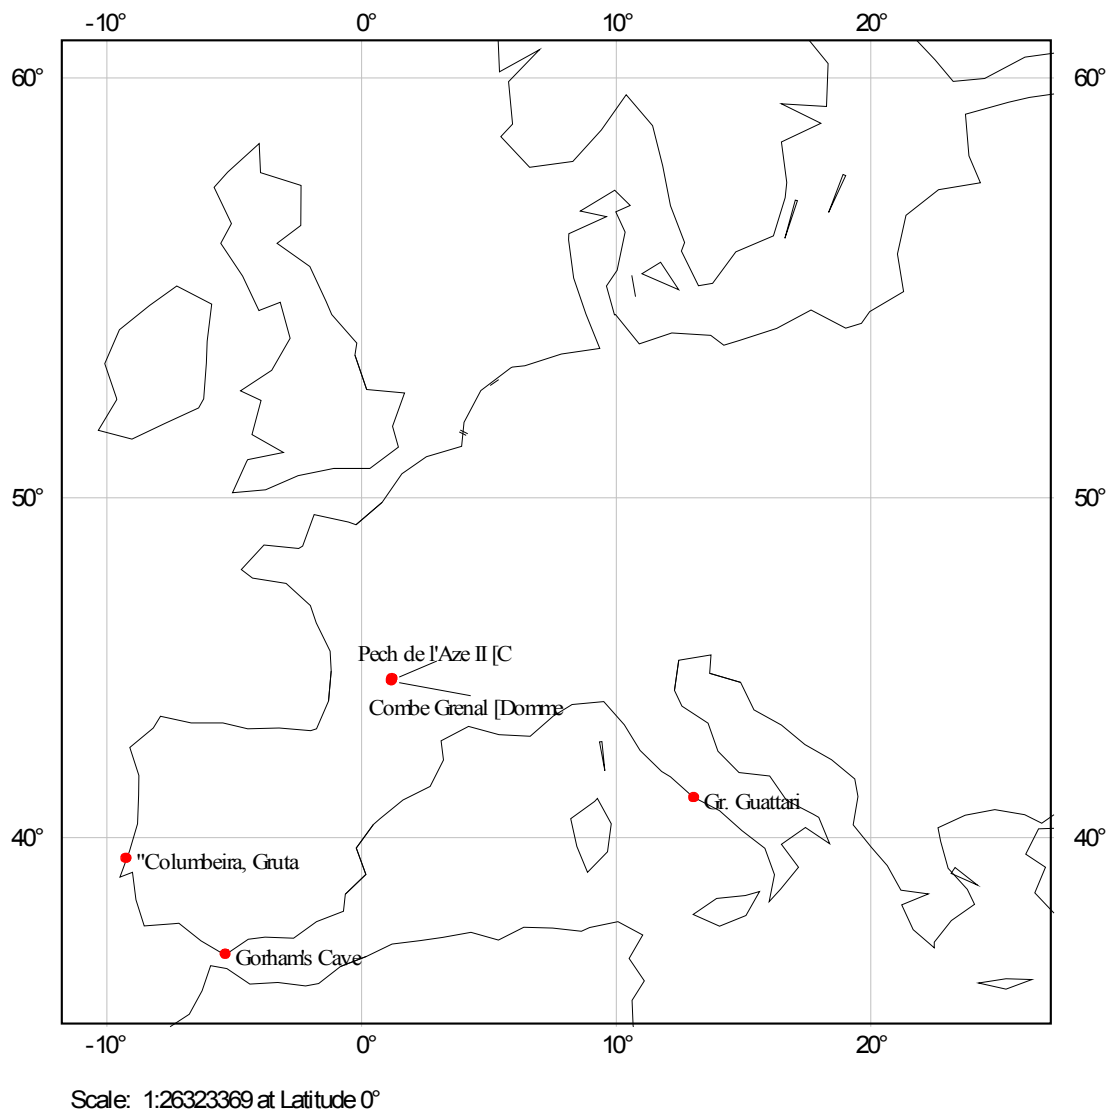 -10° 0° 10° 20°
60° 60°
50° 50°
Pech de l'Aze II [C
Combe Grenal [Domme
Gr. Guattari
40° 40°
"Columbeira, Gruta
Gorham's Cave
-10° 0° 10° 20°
Scale: 1:26323369 at Latitude 0°